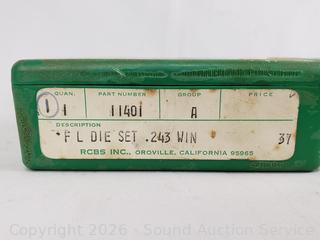 QUAN. PART NUMBER GROUP PRICE
1 1 11401 A
DESCRIPTION
F L DIE SET .243 WIN 37
RCBS INC., OROVILLE, CALIFORNIA 95965
Copyright © 2026 - Sound Auction Service